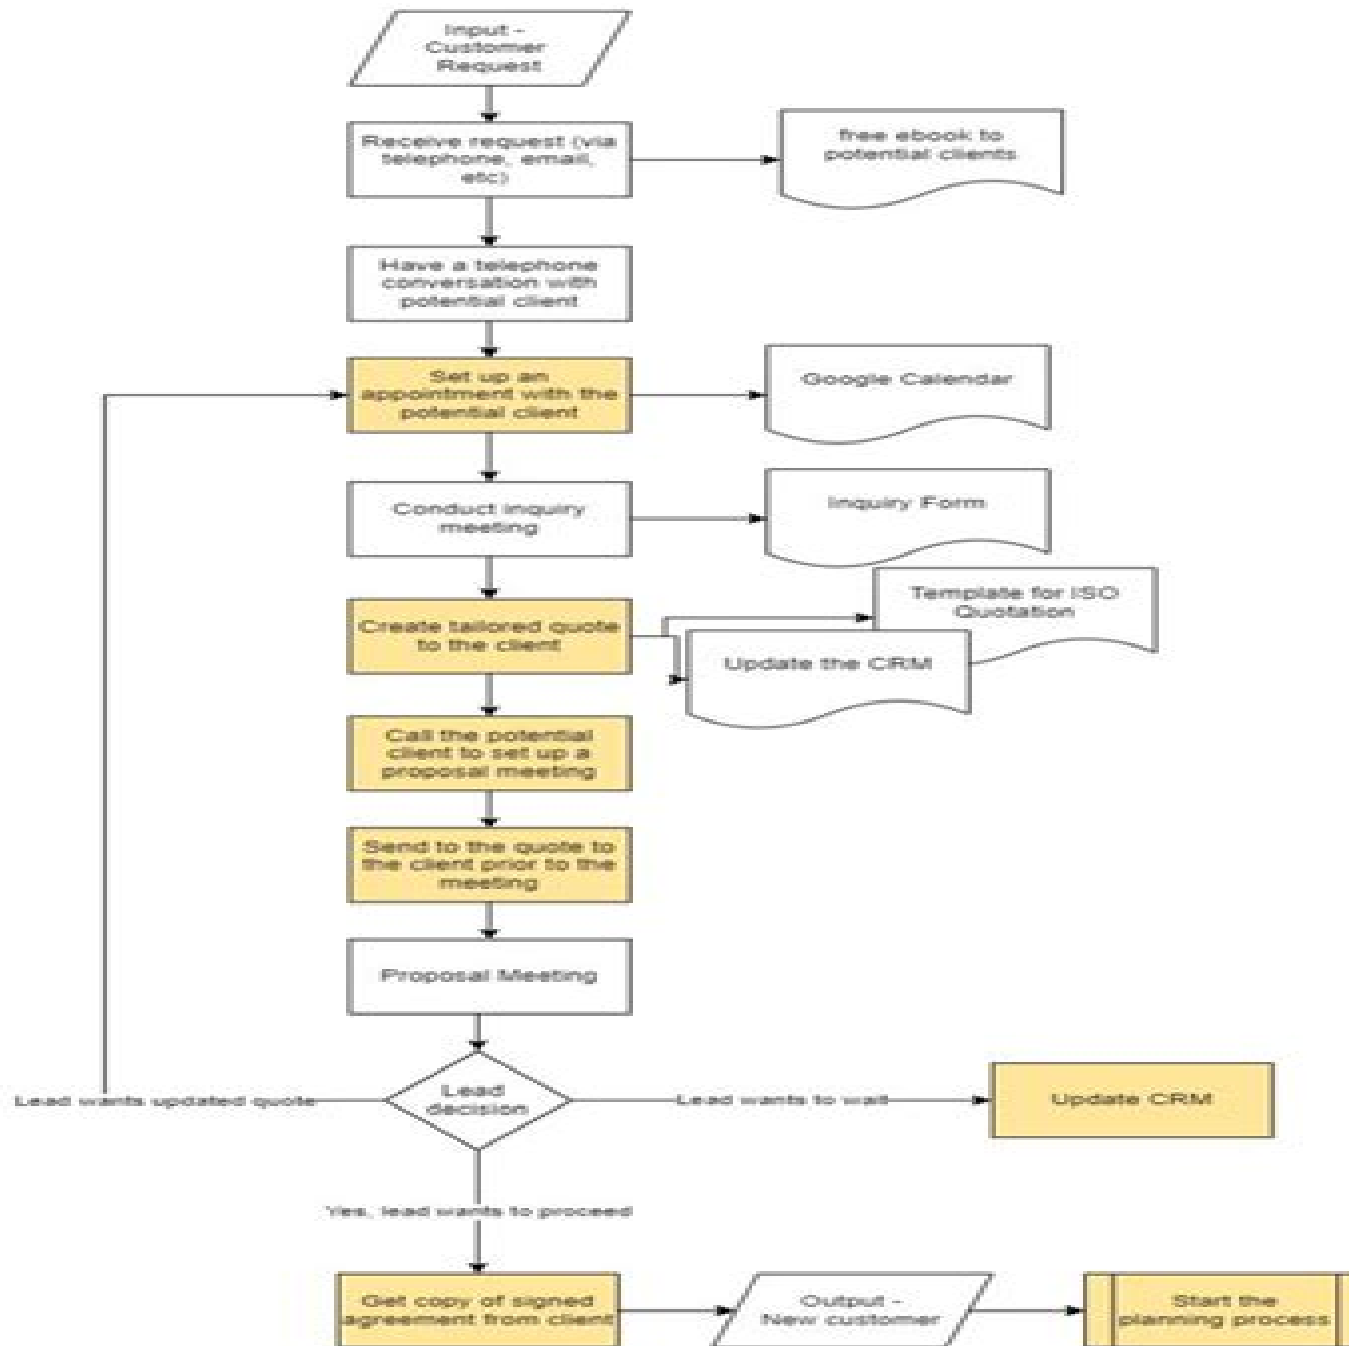 Input -
Customer
Request
Receive request (via
telephone, email,
etc)
free ebook to
potential clients
Have a telephone
conversation with
potential client
Set up an
appointment with the
potential client
Google Calendar
Conduct inquiry
meeting
Inquiry Form
Create tailored quote
to the client
Template for ISO
Quotation
Update the CRM
Call the potential
client to set up a
proposal meeting
Send to the quote to
the client prior to the
meeting
Proposal Meeting
Lead
decision
Lead wants updated quote
Lead wants to wait
Update CRM
Yes, lead wants to proceed
Get copy of signed
agreement from client
Output -
New customer
Start the
planning process